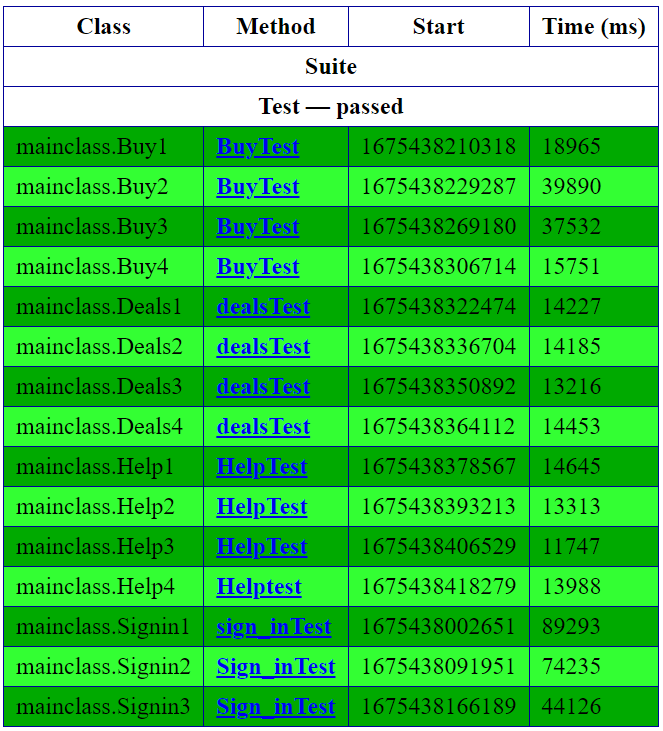 Class Method Start Time (ms)
Suite
Test — passed
mainclass.Buy1 BuyTest 1675438210318 18965
mainclass.Buy2 BuyTest 1675438229287 39890
mainclass.Buy3 BuyTest 1675438269180 37532
mainclass.Buy4 BuyTest 1675438306714 15751
mainclass.Deals1 dealsTest 1675438322474 14227
mainclass.Deals2 dealsTest 1675438336704 14185
mainclass.Deals3 dealsTest 1675438350892 13216
mainclass.Deals4 dealsTest 1675438364112 14453
mainclass.Help1 HelpTest 1675438378567 14645
mainclass.Help2 HelpTest 1675438393213 13313
mainclass.Help3 HelpTest 1675438406529 11747
mainclass.Help4 Helptest 1675438418279 13988
mainclass.Signin1 sign_inTest 1675438002651 89293
mainclass.Signin2 Sign_inTest 1675438091951 74235
mainclass.Signin3 Sign_inTest 1675438166189 44126